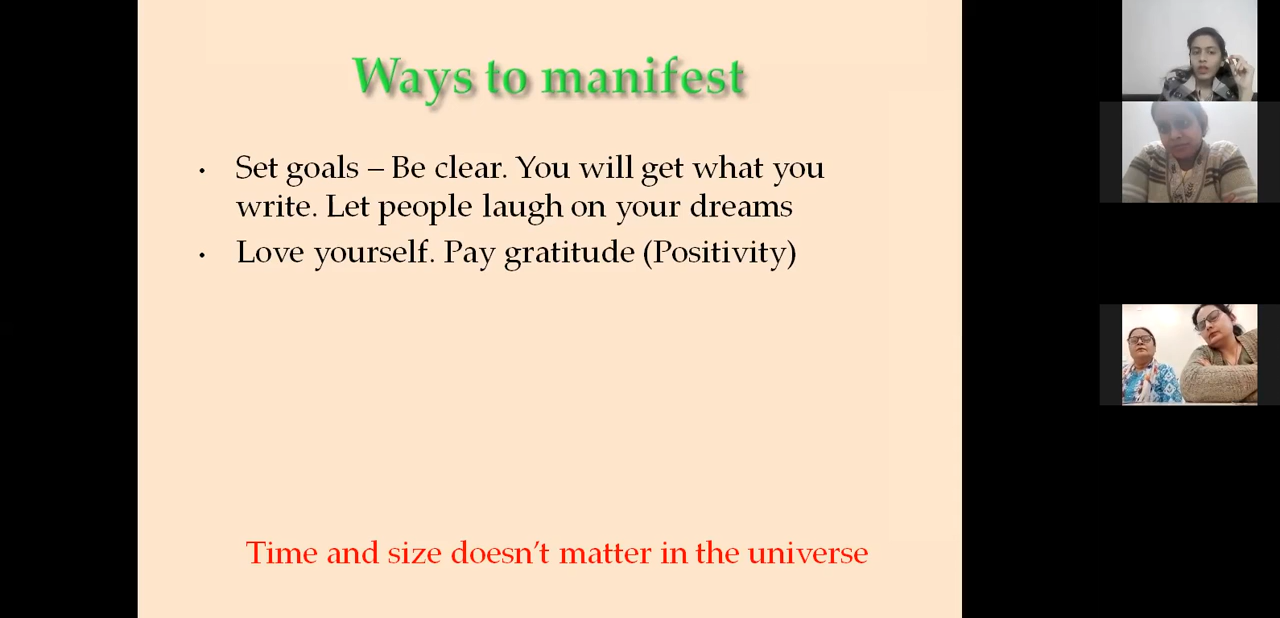 Ways to manifest
• Set goals – Be clear. You will get what you
write. Let people laugh on your dreams
• Love yourself. Pay gratitude (Positivity)
Time and size doesn’t matter in the universe